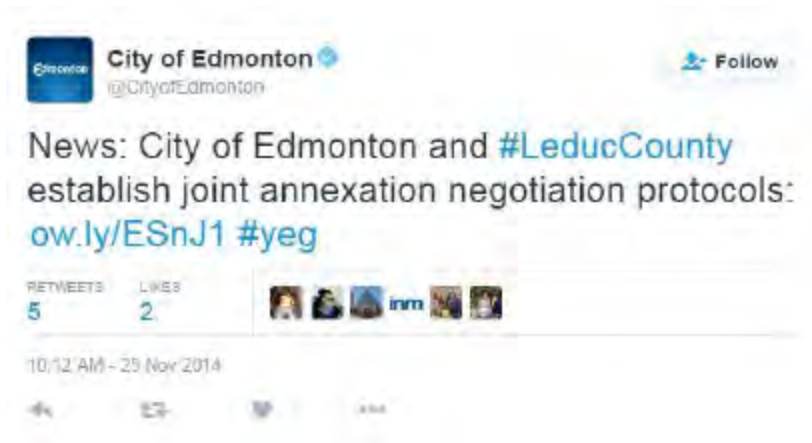 Edmonton
City of Edmonton
@CityofEdmonton
Follow
News: City of Edmonton and #LeducCounty
establish joint annexation negotiation protocols:
ow.ly/ESnJ1 #yeg
RETWEETS LIKES
5 2
inm
10:12 AM - 25 Nov 2014